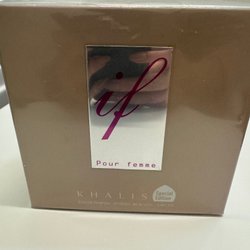 if
Pour femme
KHALIS
Special
Edition